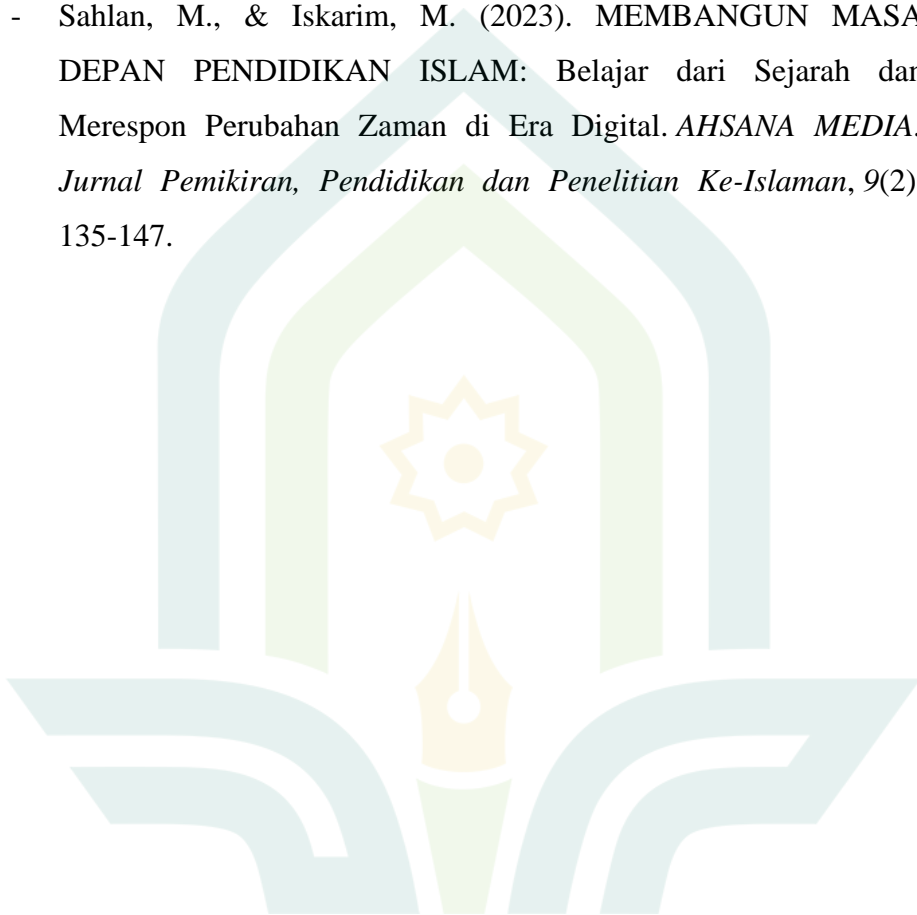 - Sahlan, M., & Iskarim, M. (2023). MEMBANGUN MASA
DEPAN PENDIDIKAN ISLAM: Belajar dari Sejarah dan
Merespon Perubahan Zaman di Era Digital. AHSANA MEDIA:
Jurnal Pemikiran, Pendidikan dan Penelitian Ke-Islaman, 9(2)
135-147.